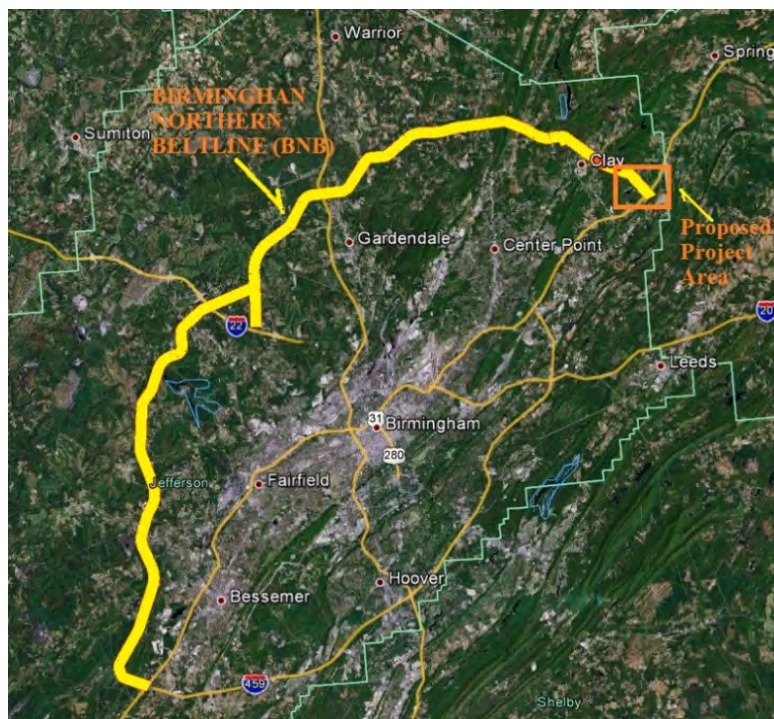 Warrior
Spring
BIRMINGHAN
NORTHERN
BELTLINE (BNB)
Sumiton
Clay
Proposed
Project
Area
Gardendale
Center Point
22
20
Leeds
31
Birmingham
280
Jefferson
Fairfield
Hoover
Bessemer
459
Shelby